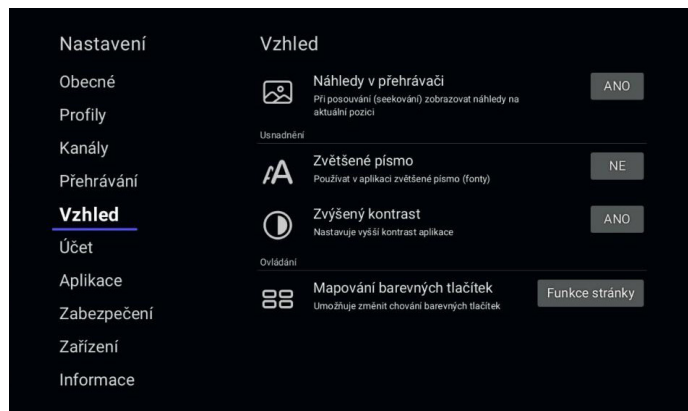 Nastavení
Obecné
Profily
Kanály
Přehrávání
Vzhled
Účet
Aplikace
Zabezpečení
Zařízení
Informace
Vzhled
Náhledy v přehrávači
Při posouvání (seekování) zobrazovat náhledy na
aktuální pozici
ANO
Usnadnění
Zvětšené písmo
Používat v aplikaci zvětšené písmo (fonty)
NE
Zvýšený kontrast
Nastavuje vyšší kontrast aplikace
ANO
Ovládání
Mapování barevných tlačítek
Umožňuje změnit chování barevných tlačítek
Funkce stránky